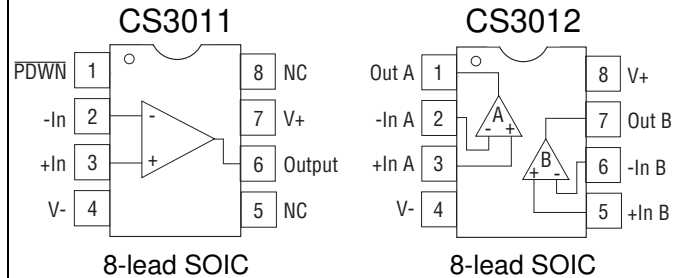 CS3011
PDWN 1
8 NC
-In 2
-
7 V+
+In 3
+
6 Output
V- 4
5 NC
8-lead SOIC
CS3012
Out A 1
8 V+
-In A 2
A
- +
7 Out B
+In A 3
B
+ -
6 -In B
V- 4
5 +In B
8-lead SOIC